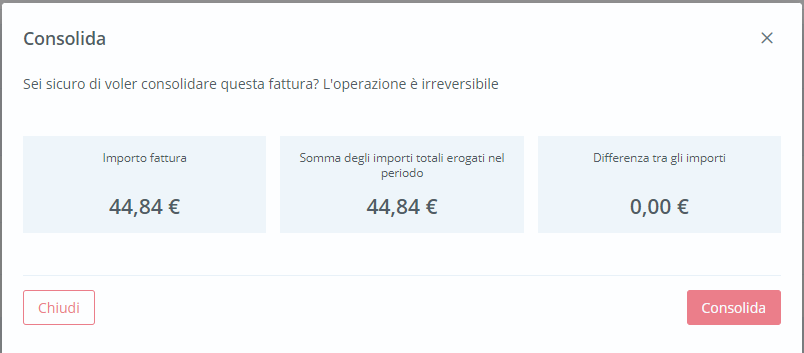 Consolida
Sei sicuro di voler consolidare questa fattura? L'operazione è irreversibile
Importo fattura
44,84 €
Somma degli importi totali erogati nel
periodo
44,84 €
Differenza tra gli importi
0,00 €
Chiudi
Consolida